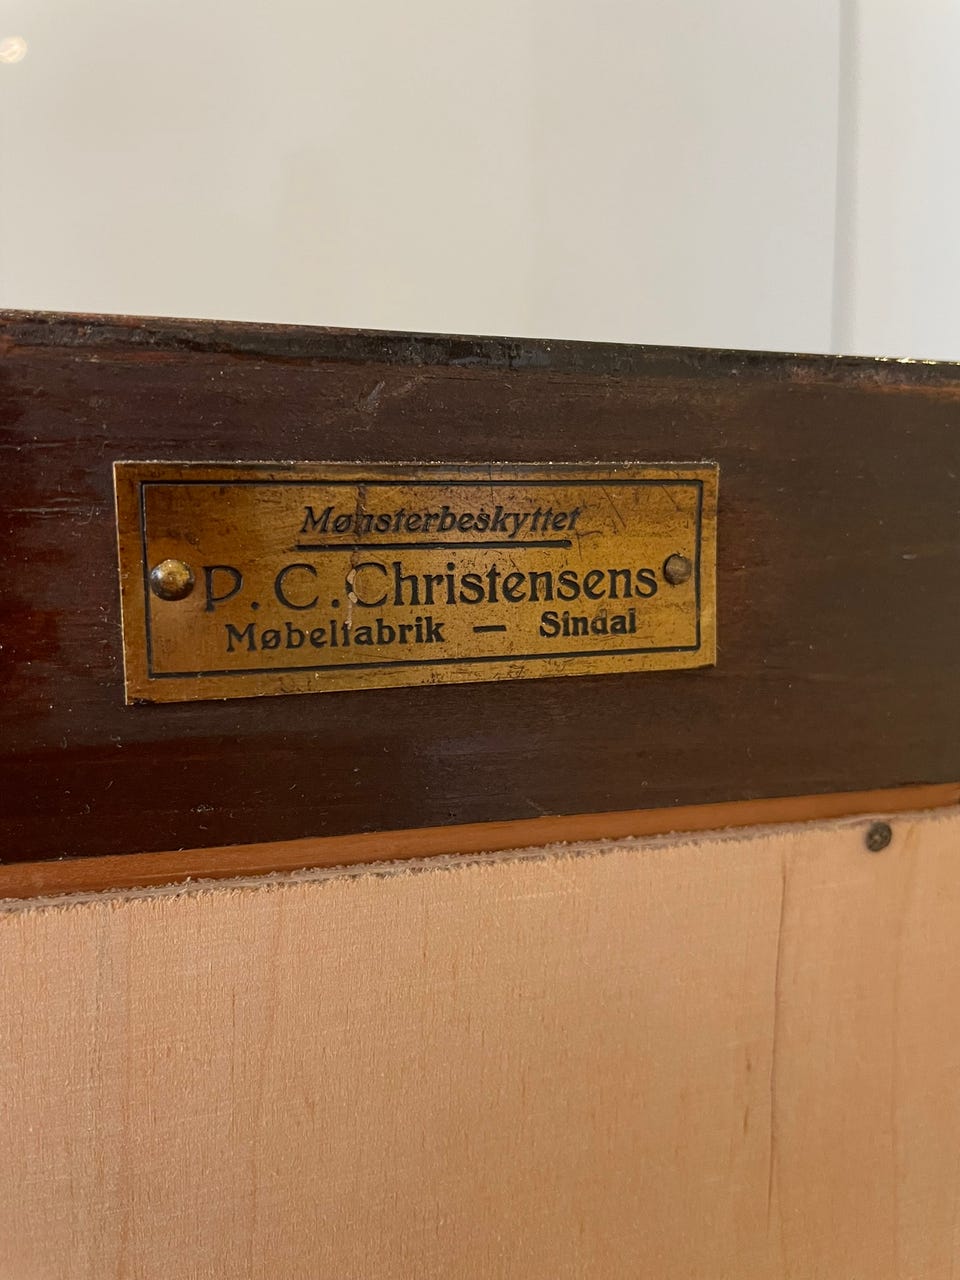 Mønsterbeskyttet
P. C. Christensens
Møbelfabrik — Sindal